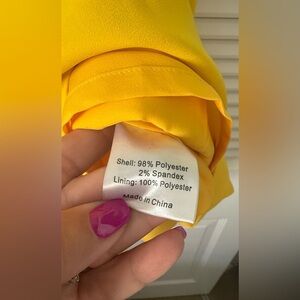 Shell: 98% Polyester
2% Spandex
Lining: 100% Polyester
Made in China